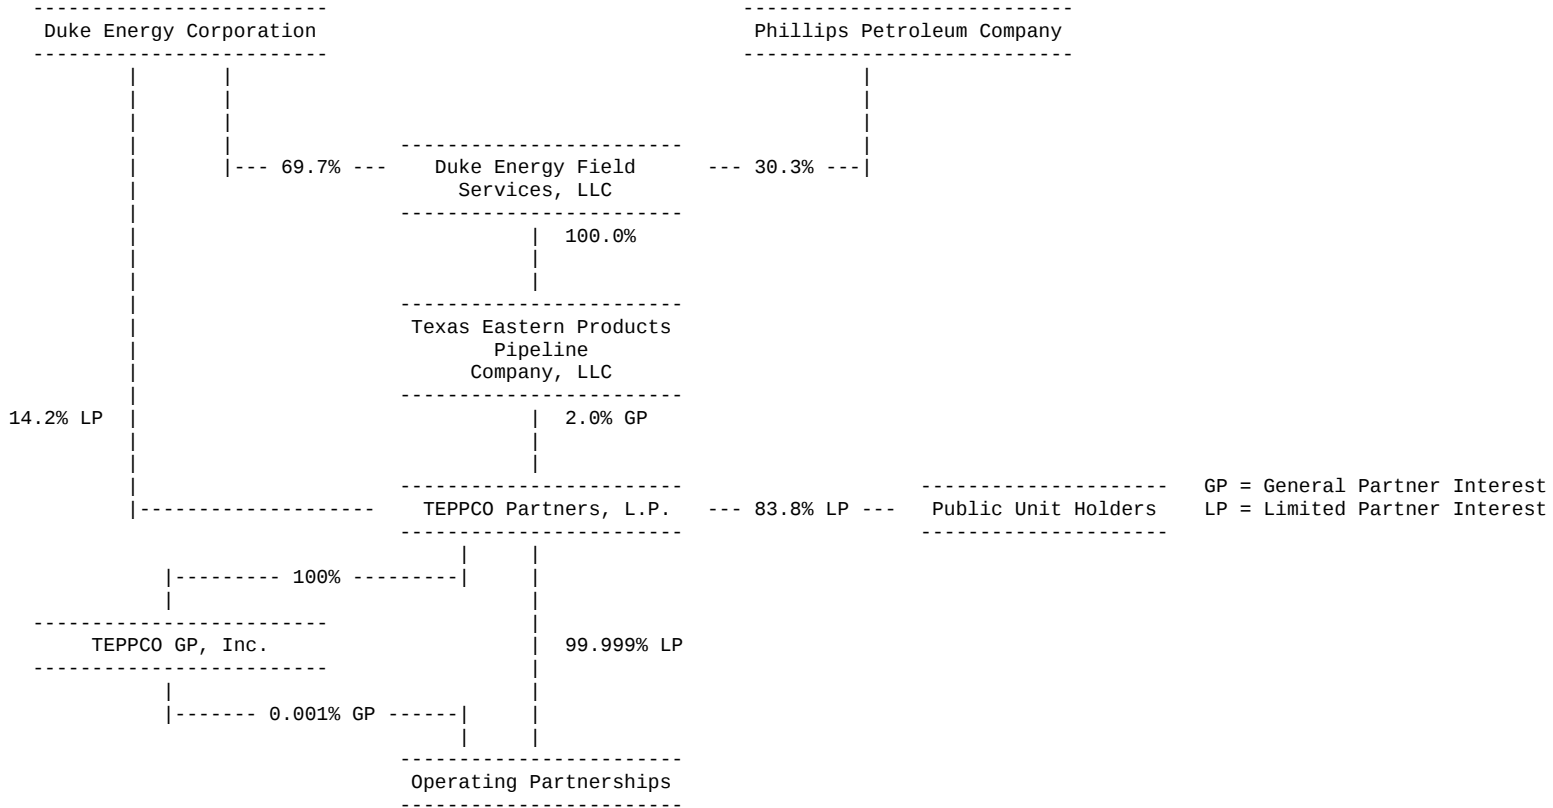 Duke Energy Corporation
Phillips Petroleum Company
69.7%
Duke Energy Field
Services, LLC
30.3%
100.0%
Texas Eastern Products
Pipeline
Company, LLC
14.2% LP
2.0% GP
TEPPCO Partners, L.P.
83.8% LP
Public Unit Holders
GP = General Partner Interest
LP = Limited Partner Interest
100%
TEPPCO GP, Inc.
99.999% LP
0.001% GP
Operating Partnerships